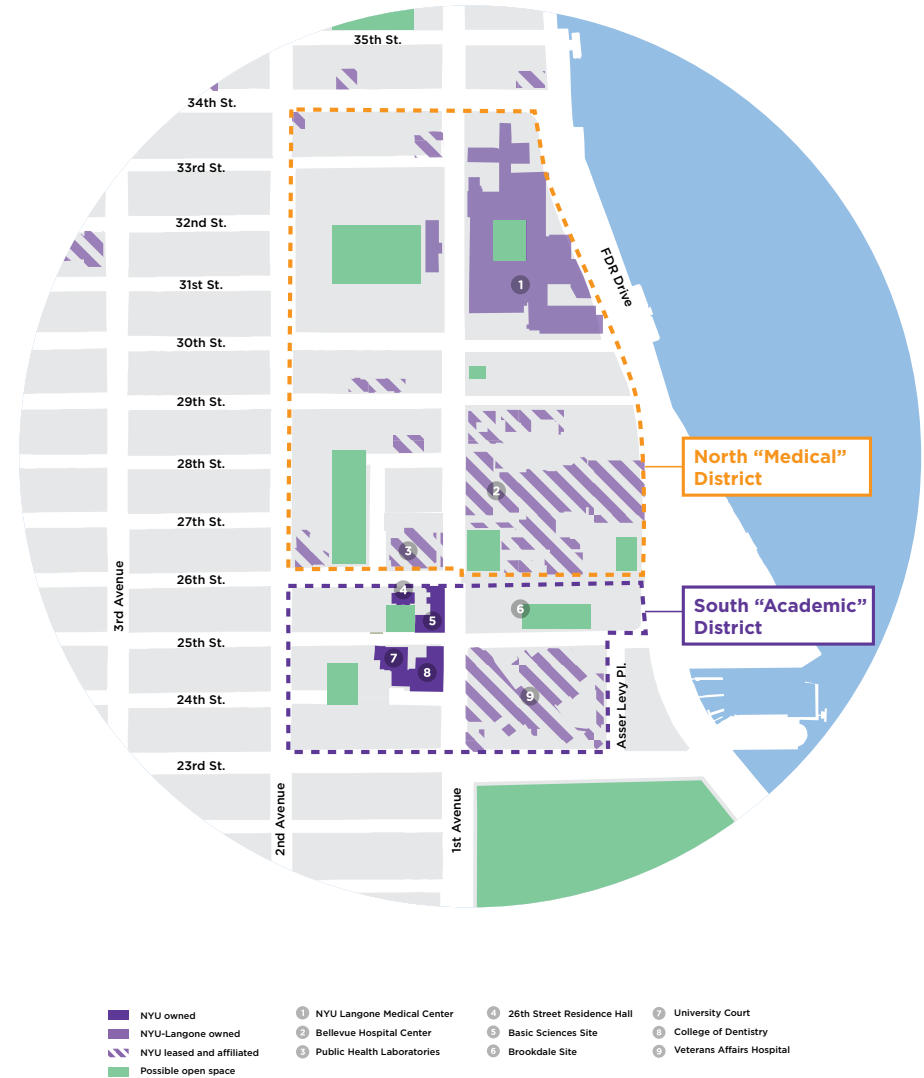 35th St.
34th St.
33rd St.
32nd St.
31st St.
30th St.
29th St.
28th St.
27th St.
26th St.
25th St.
24th St.
23rd St.
3rd Avenue
2nd Avenue
1st Avenue
FDR Drive
Asser Levy Pl.
1
2
3
4
5
6
7
8
9
North “Medical”
District
South “Academic”
District
NYU owned
NYU-Langone owned
NYU leased and affiliated
Possible open space
1 NYU Langone Medical Center
2 Bellevue Hospital Center
3 Public Health Laboratories
4 26th Street Residence Hall
5 Basic Sciences Site
6 Brookdale Site
7 University Court
8 College of Dentistry
9 Veterans Affairs Hospital